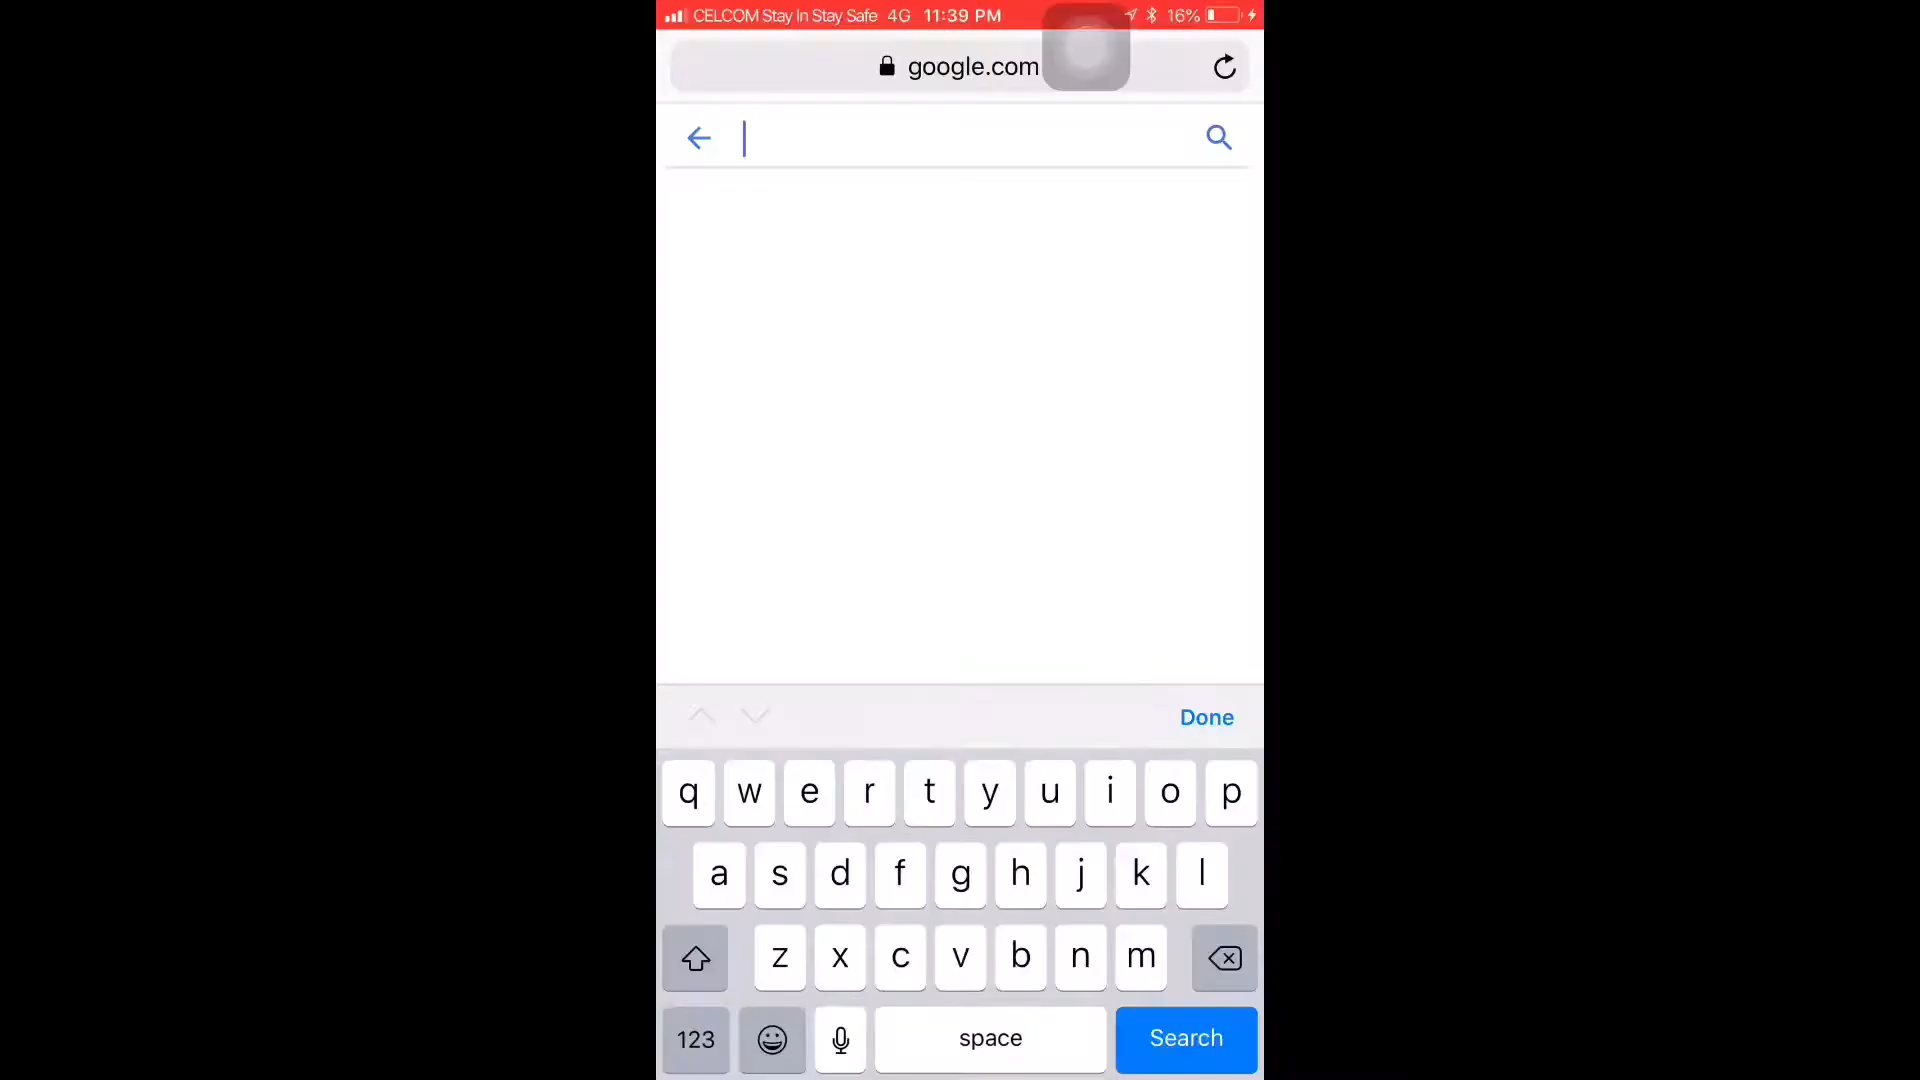 CELCOM Stay In Stay Safe 4G 11:39 PM 16%
google.com
Done
q w e r t y u i o p
a s d f g h j k l
z x c v b n m
123 space Search